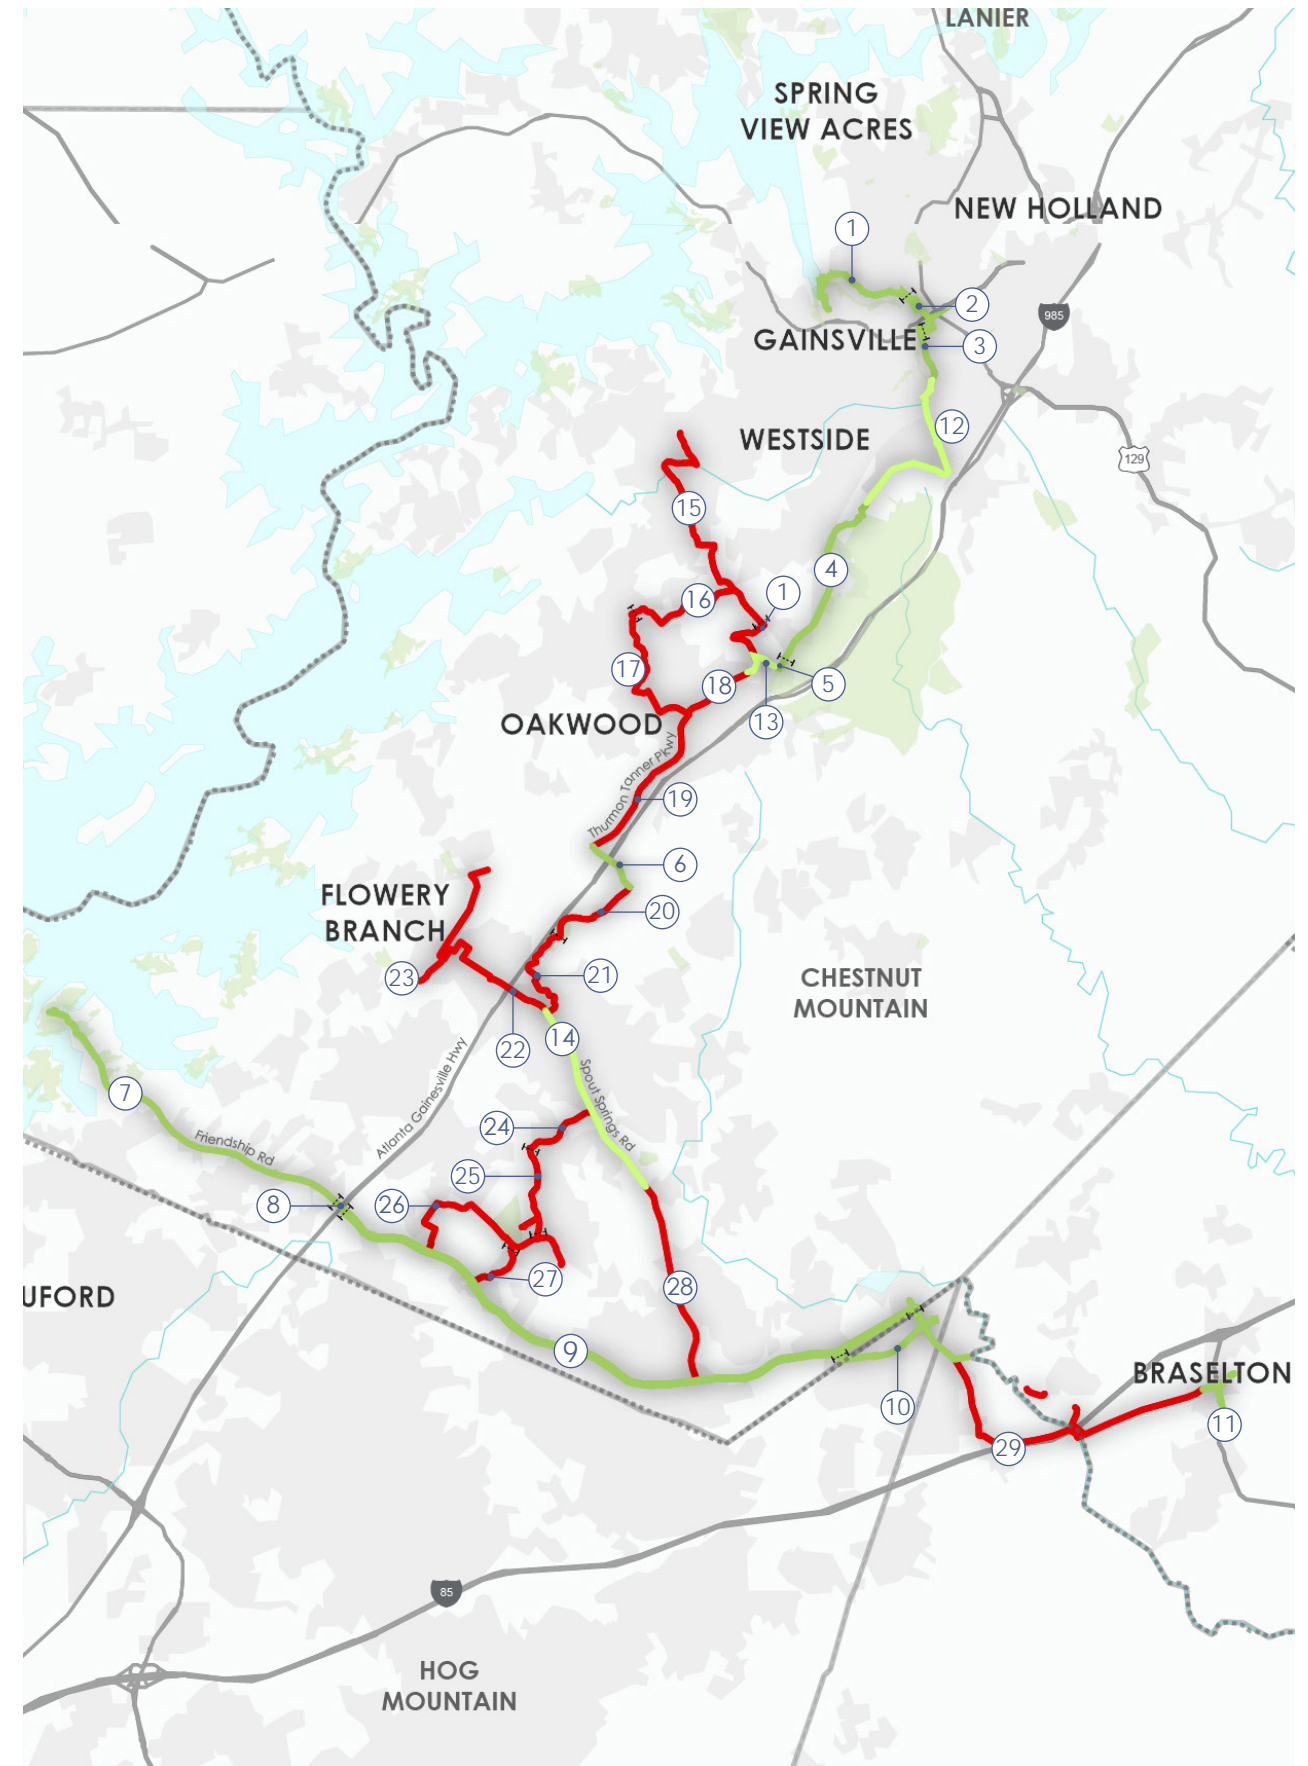 LANIER
SPRING
VIEW ACRES
NEW HOLLAND
1
2
985
GAINSVILLE
3
12
WESTSIDE
129
15
4
16
1
17
18
5
OAKWOOD
13
Thurmon Tanner Pkwy
19
6
FLOWERY
BRANCH
20
23
21
CHESTNUT
MOUNTAIN
22
14
7
Atlanta Gainesville Hwy
Spout Springs Rd
Friendship Rd
24
25
8
26
27
28
UFORD
9
10
BRASELTON
11
29
85
HOG
MOUNTAIN